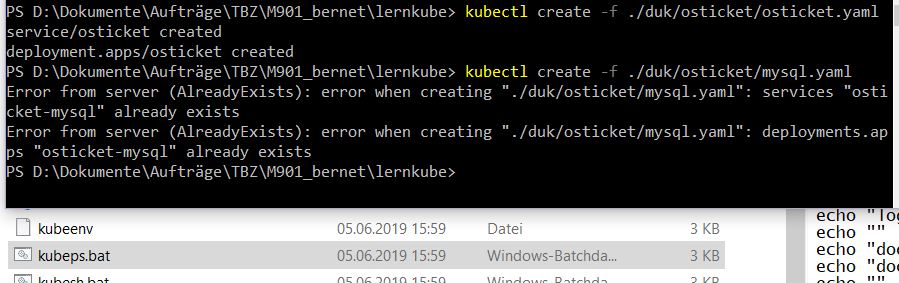 PS D:\Dokumente\Aufträge\TBZ\M901_bernet\lernkube> kubectl create -f ./duk/osticket/osticket.yaml
service/osticket created
deployment.apps/osticket created
PS D:\Dokumente\Aufträge\TBZ\M901_bernet\lernkube> kubectl create -f ./duk/osticket/mysql.yaml
Error from server (AlreadyExists): error when creating "./duk/osticket/mysql.yaml": services "osti
cket-mysql" already exists
Error from server (AlreadyExists): error when creating "./duk/osticket/mysql.yaml": deployments.ap
ps "osticket-mysql" already exists
PS D:\Dokumente\Aufträge\TBZ\M901_bernet\lernkube>
kubeenv 05.06.2019 15:59 Datei 3 KB
echo ""
kubeps.bat 05.06.2019 15:59 Windows-Batchda... 3 KB
echo "doc
echo "doc
kubesh.bat 05.06.2019 15:59 Windows-Batchda... 3 KB
echo ""